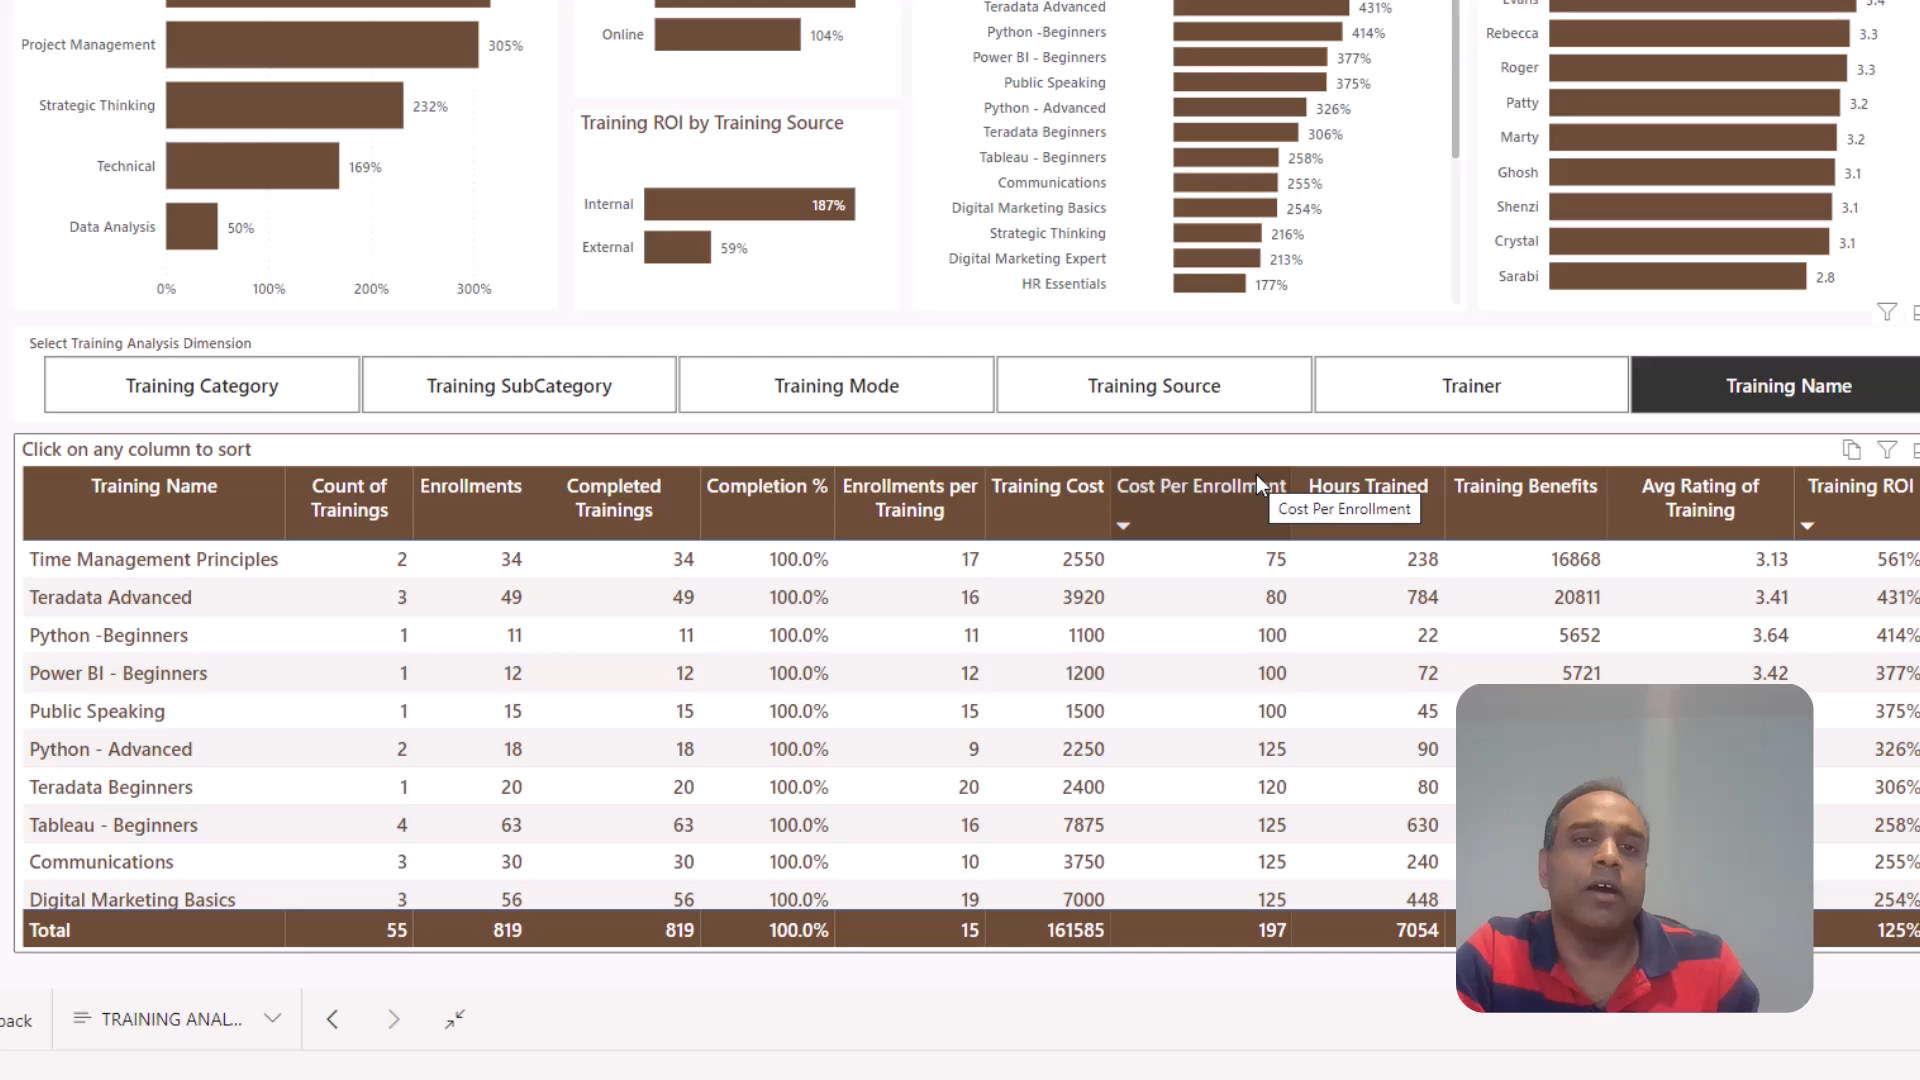 Project Management 305%
Strategic Thinking 232%
Technical 169%
Data Analysis 50%
0% 100% 200% 300%
Online 104%
Training ROI by Training Source
Internal 187%
External 59%
Teradata Advanced 431%
Python -Beginners 414%
Power BI - Beginners 377%
Public Speaking 375%
Python - Advanced 326%
Teradata Beginners 306%
Tableau - Beginners 258%
Communications 255%
Digital Marketing Basics 254%
Strategic Thinking 216%
Digital Marketing Expert 213%
HR Essentials 177%
Evans 3.4
Rebecca 3.3
Roger 3.3
Patty 3.2
Marty 3.2
Ghosh 3.1
Shenzi 3.1
Crystal 3.1
Sarabi 2.8
Select Training Analysis Dimension
Training Category Training SubCategory Training Mode Training Source Trainer Training Name
Click on any column to sort
Training Name Count of Trainings Enrollments Completed Trainings Completion % Enrollments per Training Training Cost Cost Per Enrollment Hours Trained Training Benefits Avg Rating of Training Training ROI
Cost Per Enrollment
Time Management Principles 2 34 34 100.0% 17 2550 75 238 16868 3.13 561%
Teradata Advanced 3 49 49 100.0% 16 3920 80 784 20811 3.41 431%
Python -Beginners 1 11 11 100.0% 11 1100 100 22 5652 3.64 414%
Power BI - Beginners 1 12 12 100.0% 12 1200 100 72 5721 3.42 377%
Public Speaking 1 15 15 100.0% 15 1500 100 45 375%
Python - Advanced 2 18 18 100.0% 9 2250 125 90 326%
Teradata Beginners 1 20 20 100.0% 20 2400 120 80 306%
Tableau - Beginners 4 63 63 100.0% 16 7875 125 630 258%
Communications 3 30 30 100.0% 10 3750 125 240 255%
Digital Marketing Basics 3 56 56 100.0% 19 7000 125 448 254%
Total 55 819 819 100.0% 15 161585 197 7054 125%
back TRAINING ANAL...